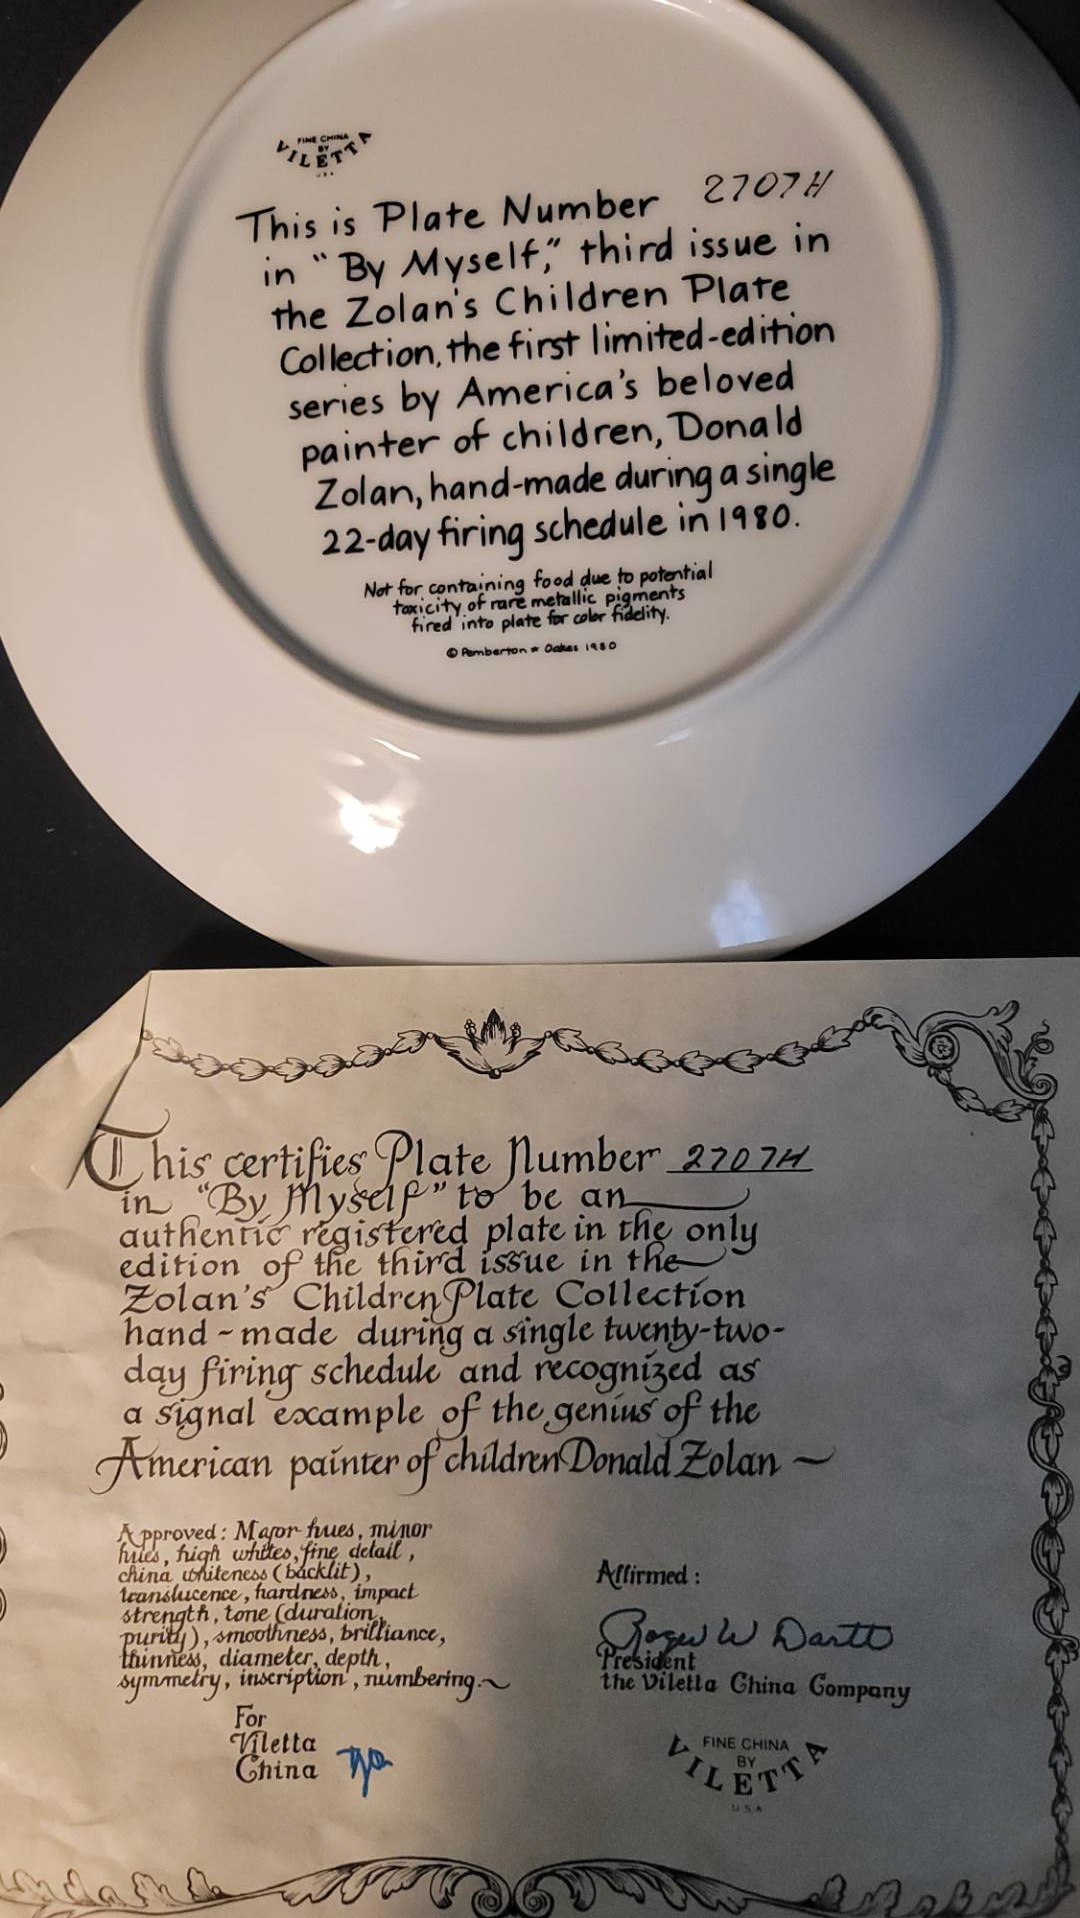 FINE CHINA
BY
VILETTA
U.S.A.
This is Plate Number 2707H
in "By Myself," third issue in
the Zolan's Children Plate
Collection, the first limited-edition
series by America's beloved
painter of children, Donald
Zolan, hand-made during a single
22-day firing schedule in 1980.
Not for containing food due to potential
toxicity of rare metallic pigments
fired into plate for color fidelity.
© Pemberton * Oakes 1980
This certifies Plate Number 2707H
in "By Myself" to be an
authentic registered plate in the only
edition of the third issue in the
Zolan's Children Plate Collection
hand-made during a single twenty-two-
day firing schedule and recognized as
a signal example of the genius of the
American painter of children Donald Zolan ~
Approved: Major hues, minor
hues, high whites, fine detail,
china whiteness (backlit),
translucence, hardness, impact
strength, tone (duration,
purity), smoothness, brilliance,
thinness, diameter, depth,
symmetry, inscription, numbering.~
For
Viletta
China
Affirmed:
Roger W Dartt
President
the Viletta China Company
FINE CHINA
BY
VILETTA
U.S.A.